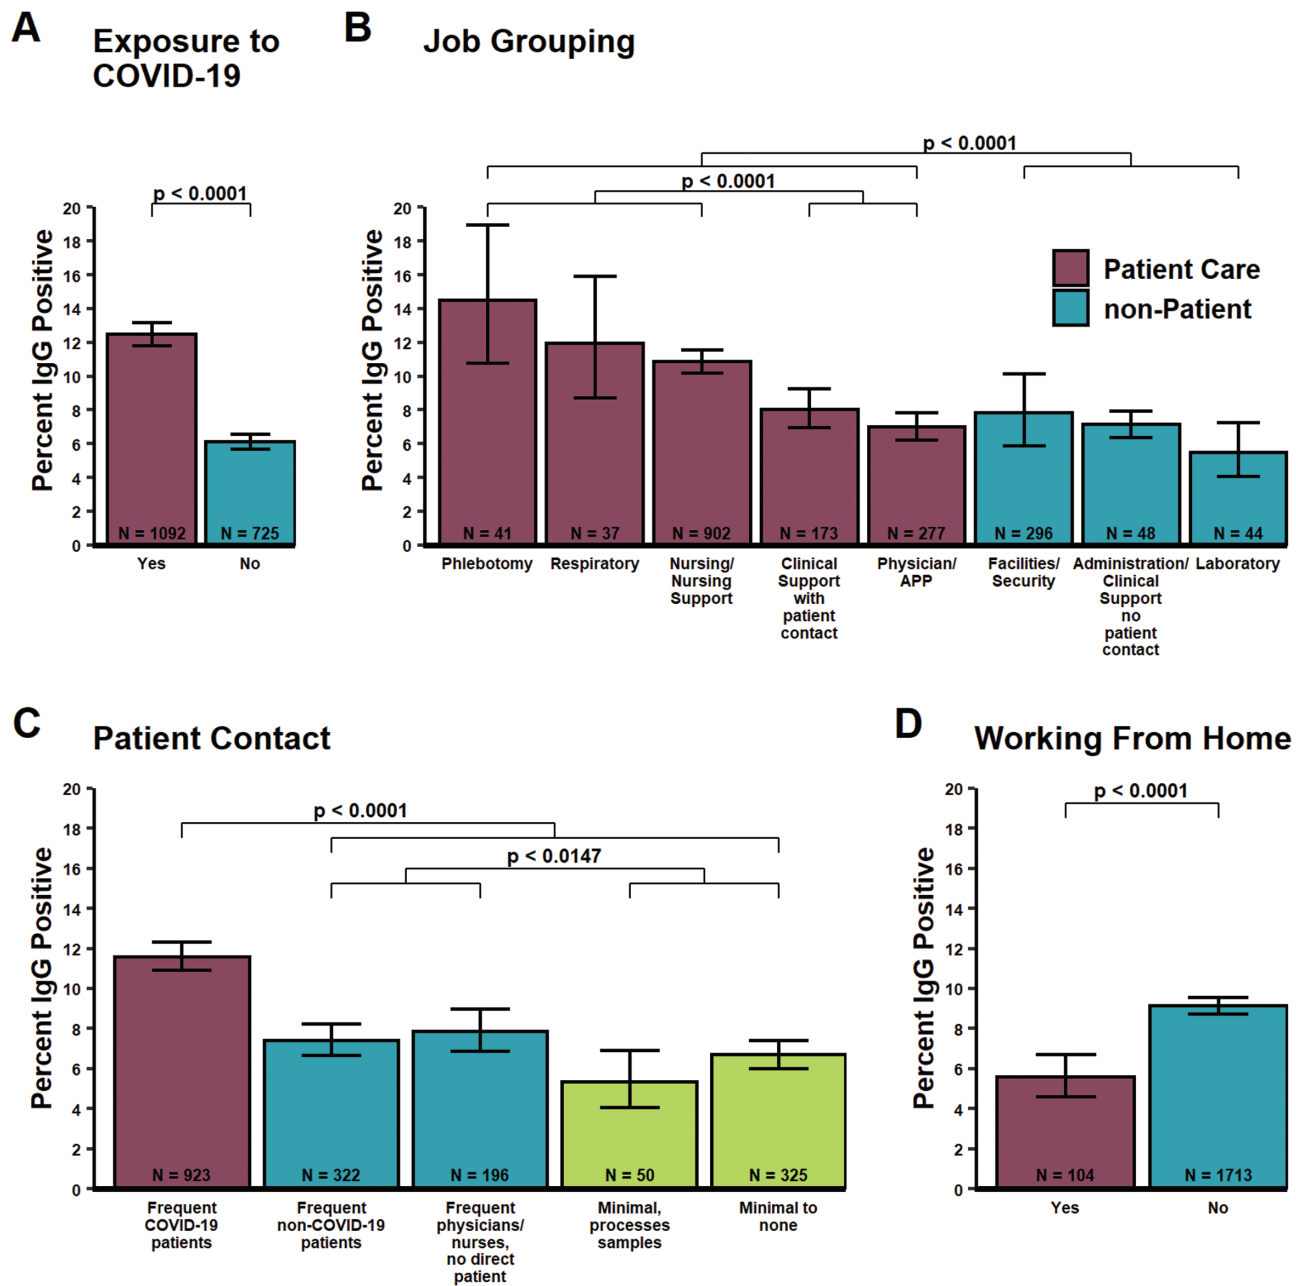 A
Exposure to
COVID-19
p < 0.0001
Percent IgG Positive
20
18
16
14
12
10
8
6
4
2
0
N = 1092
N = 725
Yes
No
B
Job Grouping
p < 0.0001
p < 0.0001
Percent IgG Positive
20
18
16
14
12
10
8
6
4
2
0
Patient Care
non-Patient
N = 41
N = 37
N = 902
N = 173
N = 277
N = 296
N = 48
N = 44
Phlebotomy
Respiratory
Nursing/
Nursing
Support
Clinical
Support
with
patient
contact
Physician/
APP
Facilities/
Security
Administration/
Clinical
Support
no
patient
contact
Laboratory
C
Patient Contact
p < 0.0001
p < 0.0147
Percent IgG Positive
20
18
16
14
12
10
8
6
4
2
0
N = 923
N = 322
N = 196
N = 50
N = 325
Frequent
COVID-19
patients
Frequent
non-COVID-19
patients
Frequent
physicians/
nurses,
no direct
patient
Minimal,
processes
samples
Minimal to
none
D
Working From Home
p < 0.0001
Percent IgG Positive
20
18
16
14
12
10
8
6
4
2
0
N = 104
N = 1713
Yes
No